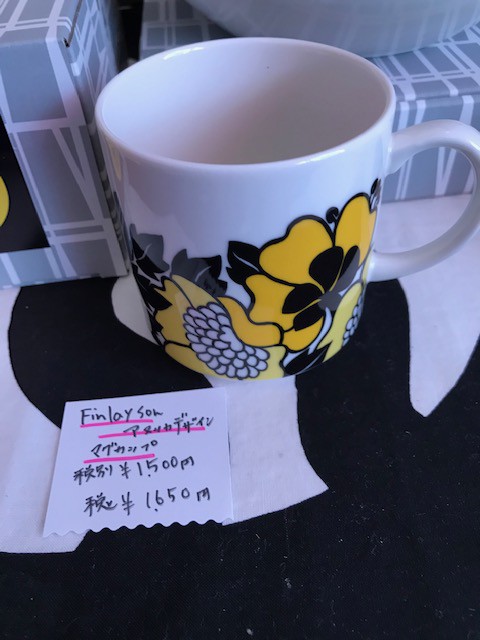 Finlayson
アヌッカデザイン
マグカップ
税別 ¥1,500円
税込 ¥1,650円